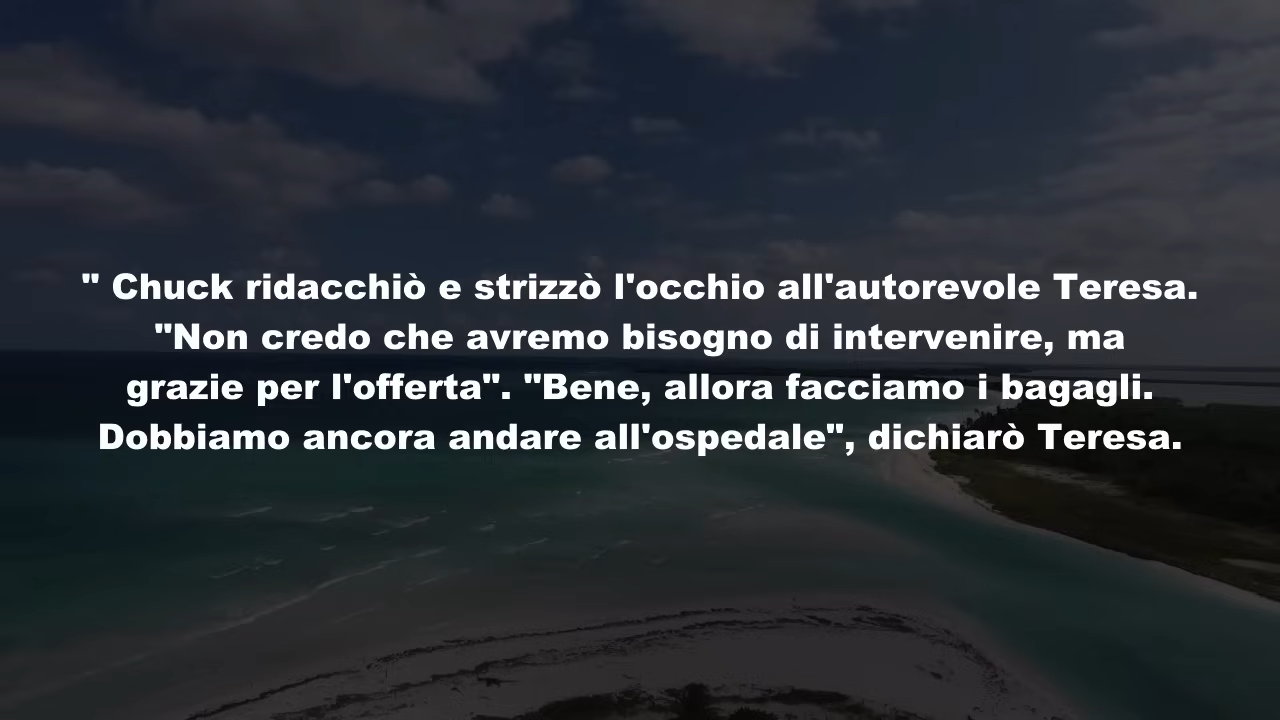 " Chuck ridacchiò e strizzò l'occhio all'autorevole Teresa.
"Non credo che avremo bisogno di intervenire, ma
grazie per l'offerta". "Bene, allora facciamo i bagagli.
Dobbiamo ancora andare all'ospedale", dichiarò Teresa.